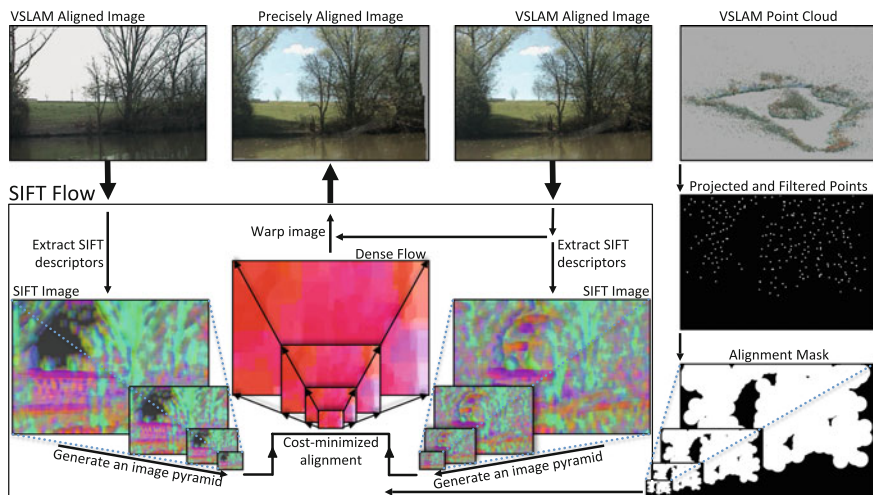 VSLAM Aligned Image
Precisely Aligned Image
VSLAM Aligned Image
VSLAM Point Cloud
SIFT Flow
Projected and Filtered Points
Warp image
Extract SIFT
descriptors
Dense Flow
Extract SIFT
descriptors
SIFT Image
SIFT Image
Alignment Mask
Cost-minimized
alignment
Generate an image pyramid
Generate an image pyramid